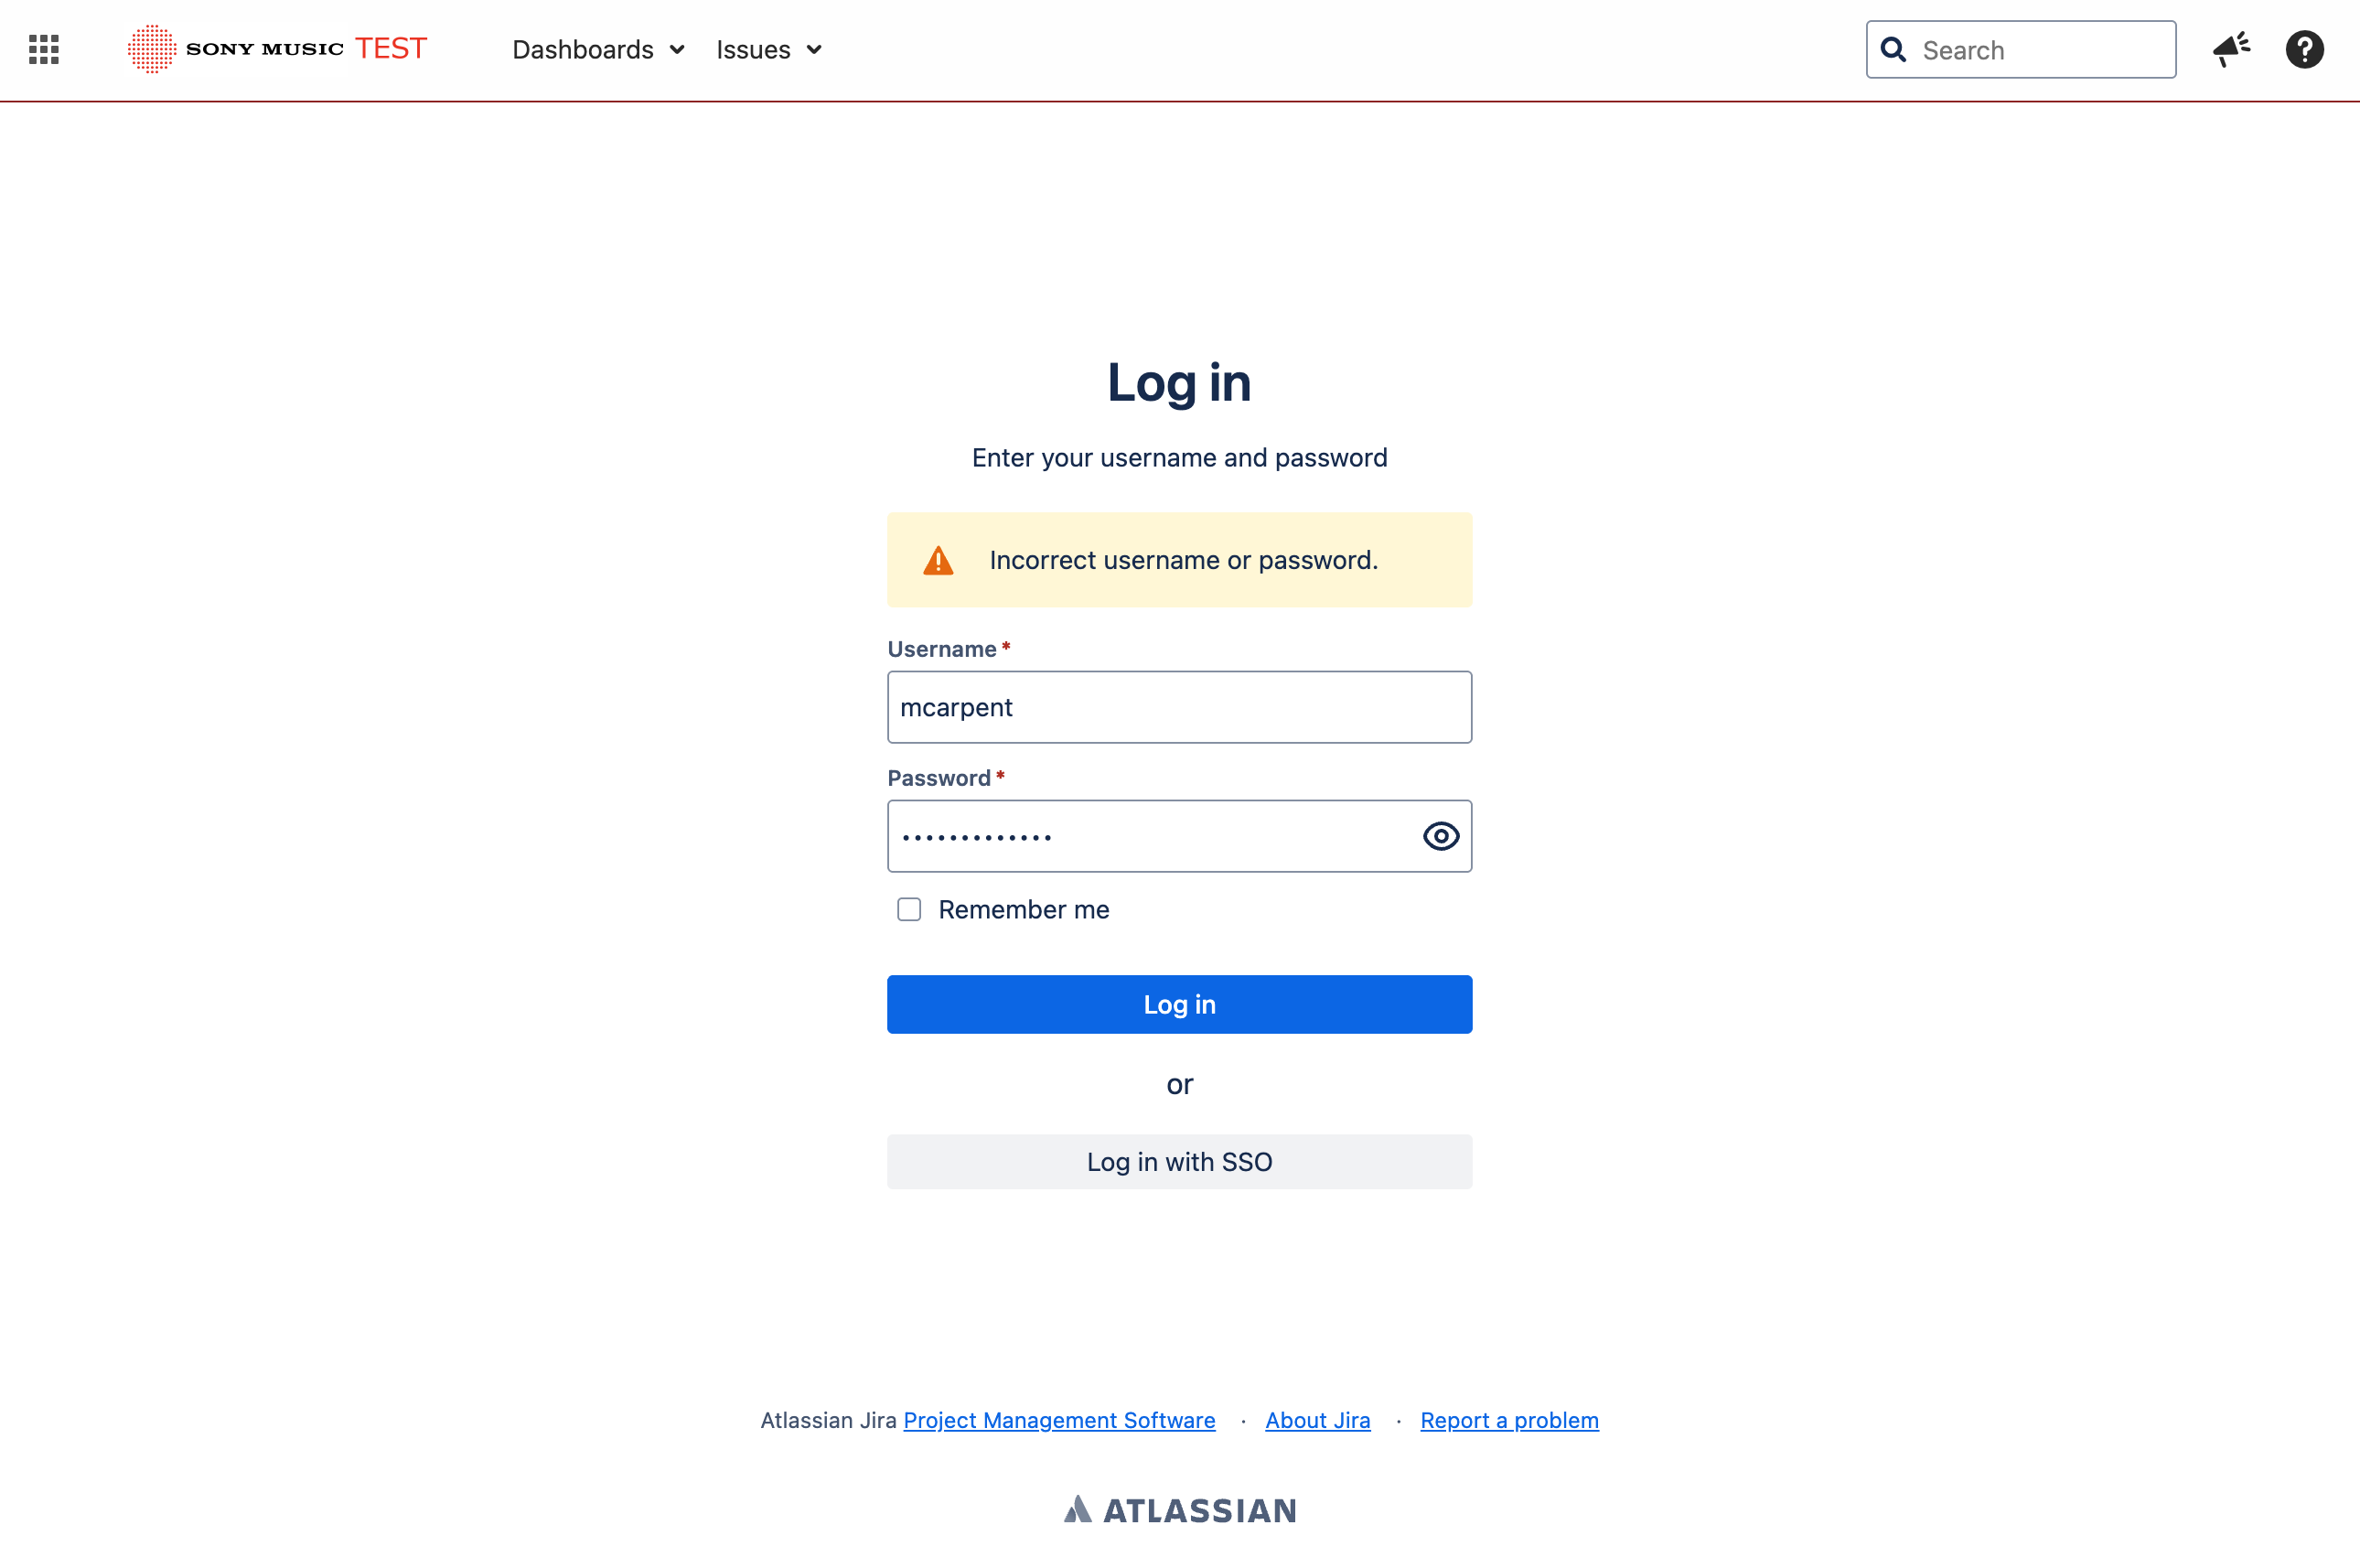 SONY MUSIC TEST
Dashboards
Issues
Search
Log in
Enter your username and password
Incorrect username or password.
Username *
mcarpent
Password *
•••••••••••••
Remember me
Log in
or
Log in with SSO
Atlassian Jira Project Management Software · About Jira · Report a problem
ATLASSIAN